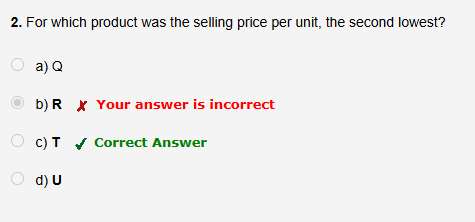 2. For which product was the selling price per unit, the second lowest?
a) Q
b) R ✗ Your answer is incorrect
c) T ✓ Correct Answer
d) U